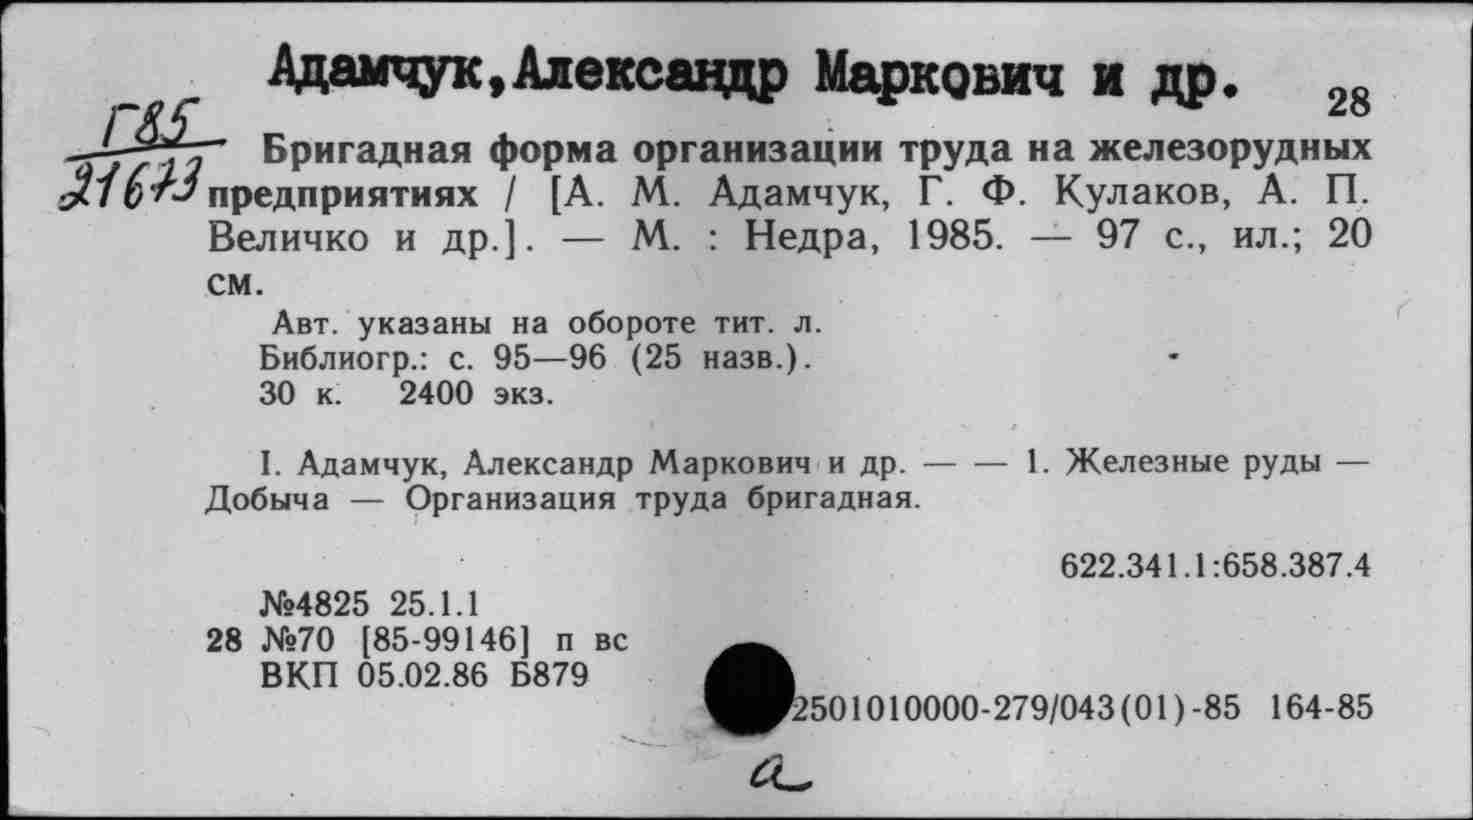 Адамчук,Александр Маркович и др. 28
Г85
21673
Бригадная форма организации труда на железорудных
предприятиях / [А. М. Адамчук, Г. Ф. Кулаков, А. П.
Величко и др.]. — М. : Недра, 1985. — 97 с., ил.; 20
см.
Авт. указаны на обороте тит. л.
Библиогр.: с. 95—96 (25 назв.).
30 к. 2400 экз.
I. Адамчук, Александр Маркович и др. — — 1. Железные руды —
Добыча — Организация труда бригадная.
622.341.1:658.387.4
№4825 25.1.1
28 №70 [85-99146] п вс
ВКП 05.02.86 Б879
2501010000-279/043(01)-85 164-85
а